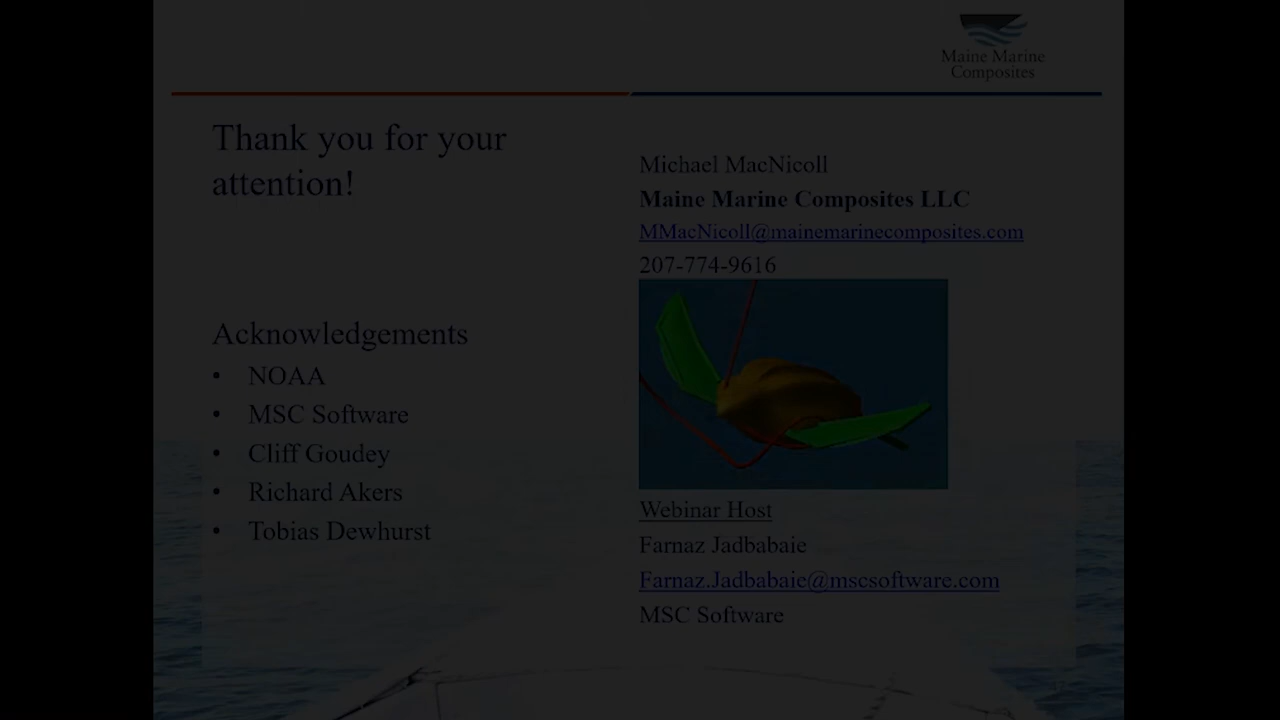 Maine Marine
Composites
Thank you for your
attention!
Acknowledgements
• NOAA
• MSC Software
• Cliff Goudey
• Richard Akers
• Tobias Dewhurst
Michael MacNicoll
Maine Marine Composites LLC
MMacNicoll@mainemarinecomposites.com
207-774-9616
Webinar Host
Farnaz Jadbabaie
Farnaz.Jadbabaie@mscsoftware.com
MSC Software